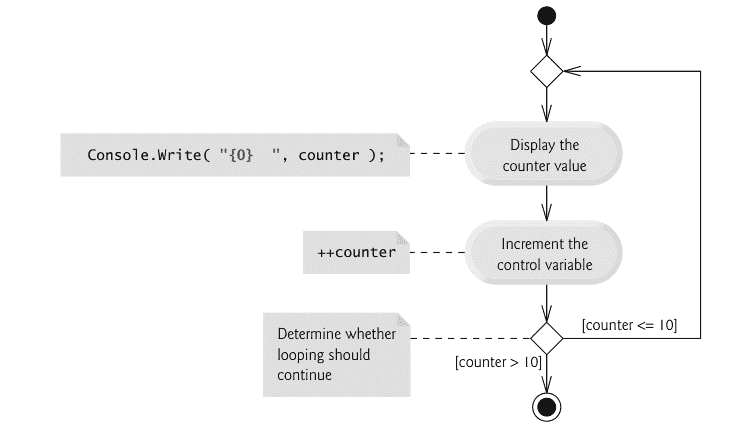 Display the
counter value
Console.Write( "{0}  ", counter );
Increment the
control variable
++counter
Determine whether
looping should
continue
[counter <= 10]
[counter > 10]